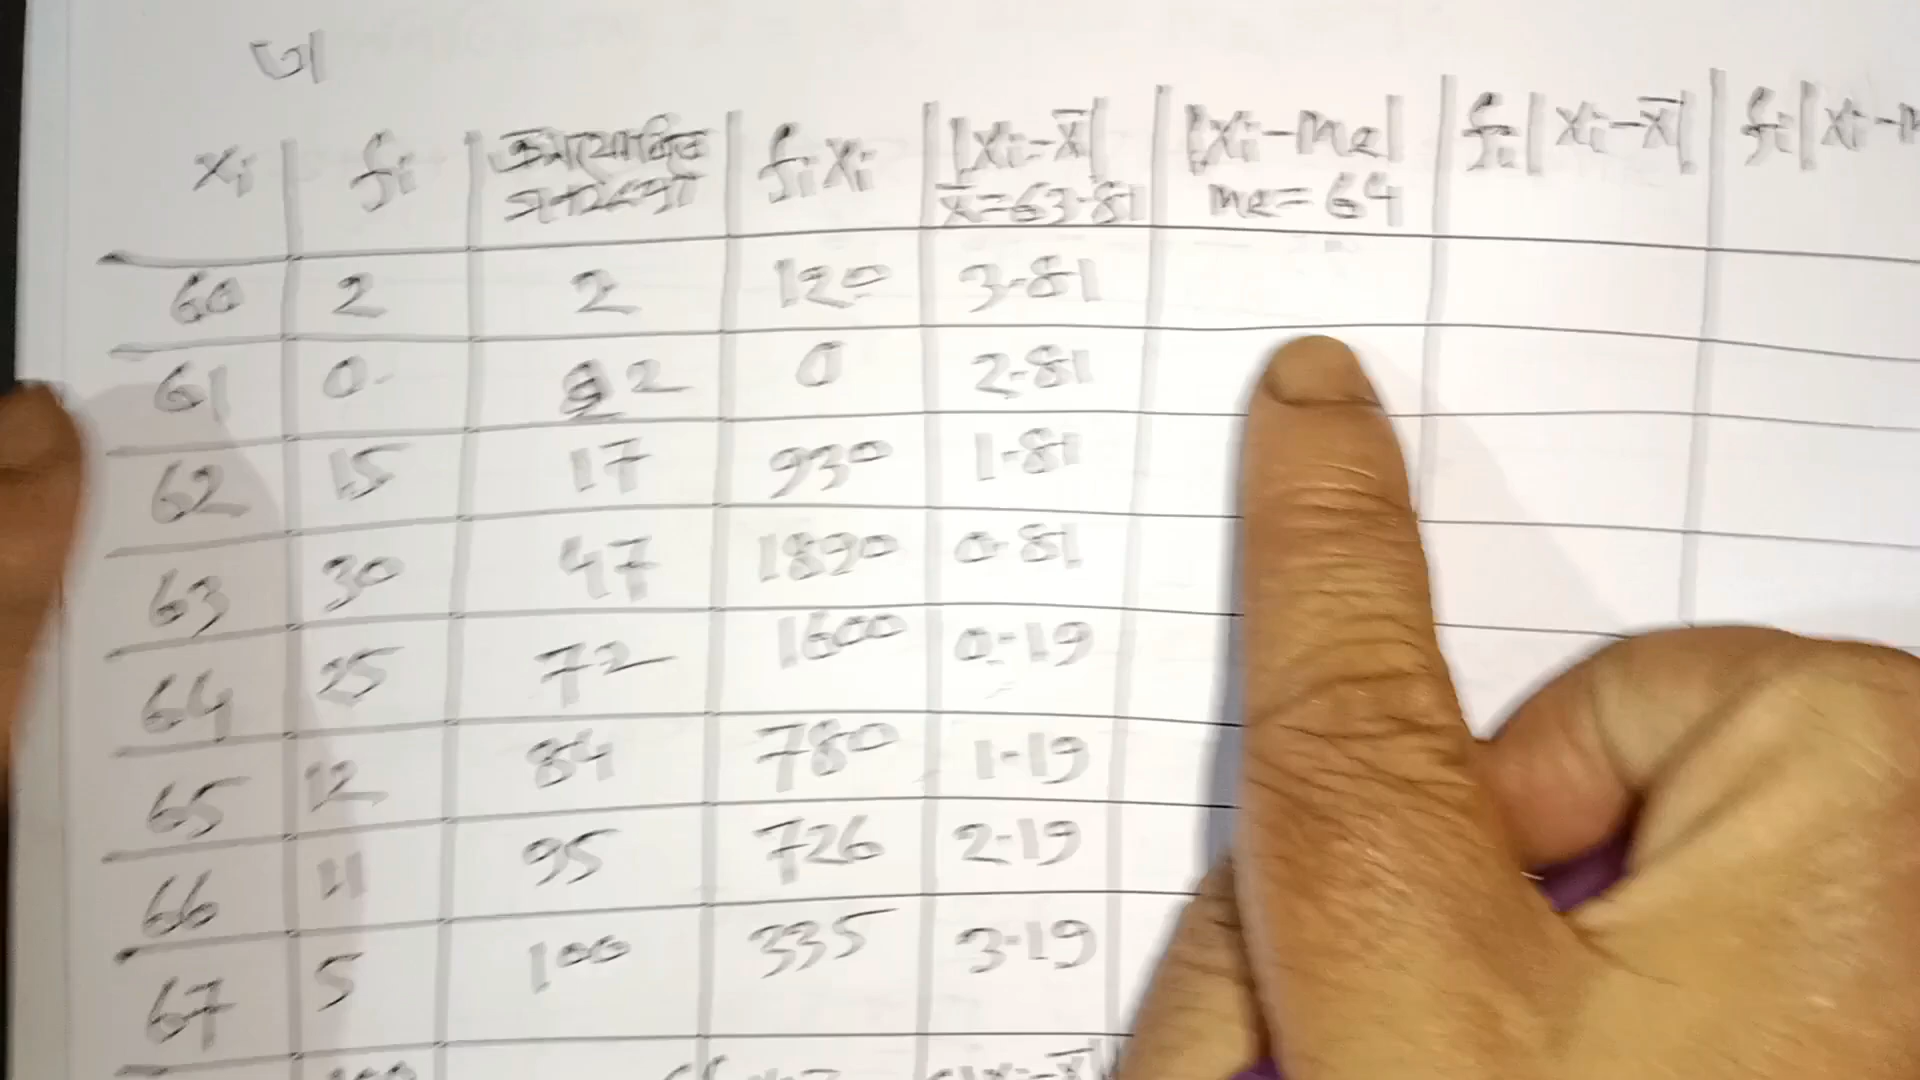 গ
xᵢ | fᵢ | ক্রমযোজিত গণসংখ্যা | fᵢxᵢ | |xᵢ-x̄| x̄=63.81 | |xᵢ-me| me=64 | fᵢ|xᵢ-x̄| | fᵢ|xᵢ-m
60 | 2 | 2 | 120 | 3.81
61 | 0 | 2 | 0 | 2.81
62 | 15 | 17 | 930 | 1.81
63 | 30 | 47 | 1890 | 0.81
64 | 25 | 72 | 1600 | 0.19
65 | 12 | 84 | 780 | 1.19
66 | 11 | 95 | 726 | 2.19
67 | 5 | 100 | 335 | 3.19